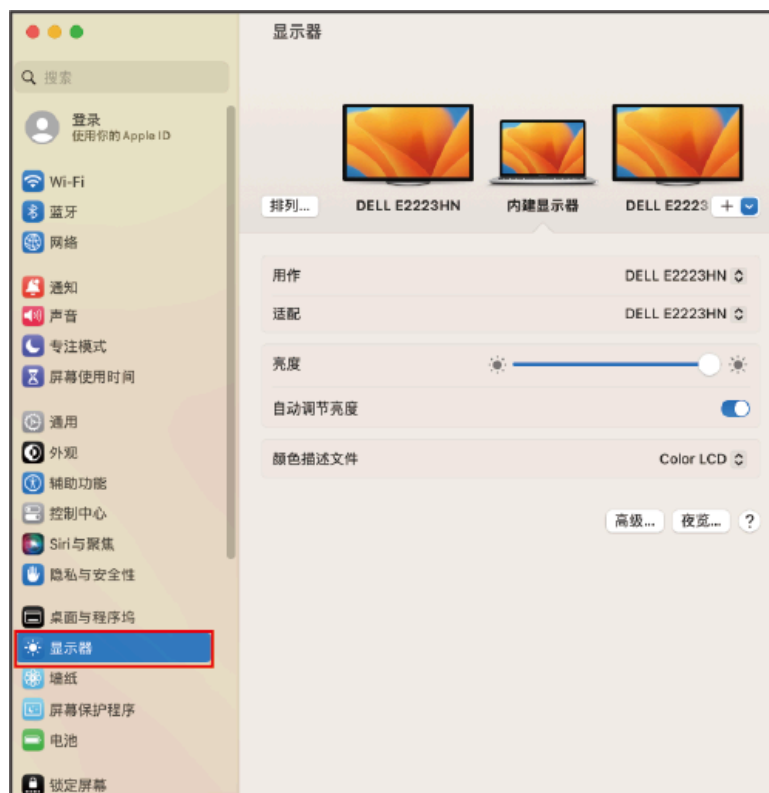 显示器
搜索
登录
使用你的 Apple ID
Wi-Fi
蓝牙
网络
通知
声音
专注模式
屏幕使用时间
通用
外观
辅助功能
控制中心
Siri与聚焦
隐私与安全性
桌面与程序坞
显示器
墙纸
屏幕保护程序
电池
锁定屏幕
排列... DELL E2223HN 内建显示器 DELL E2223 +
用作 DELL E2223HN
适配 DELL E2223HN
亮度
自动调节亮度
颜色描述文件 Color LCD
高级... 夜览... ?